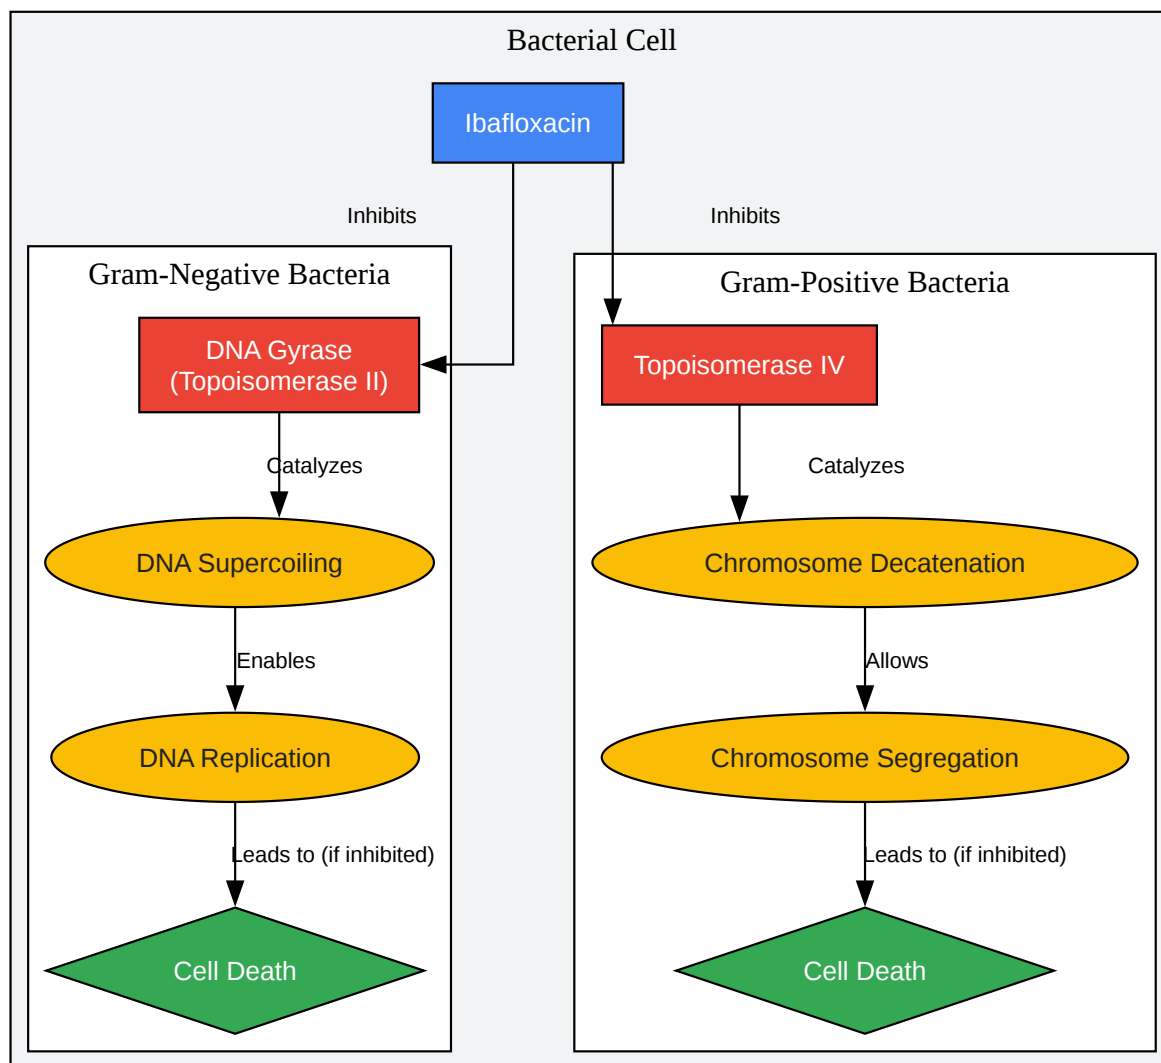 Bacterial Cell
Ibafloxacin
Inhibits
Inhibits
Gram-Negative Bacteria
DNA Gyrase
(Topoisomerase II)
Catalyzes
DNA Supercoiling
Enables
DNA Replication
Leads to (if inhibited)
Cell Death
Gram-Positive Bacteria
Topoisomerase IV
Catalyzes
Chromosome Decatenation
Allows
Chromosome Segregation
Leads to (if inhibited)
Cell Death